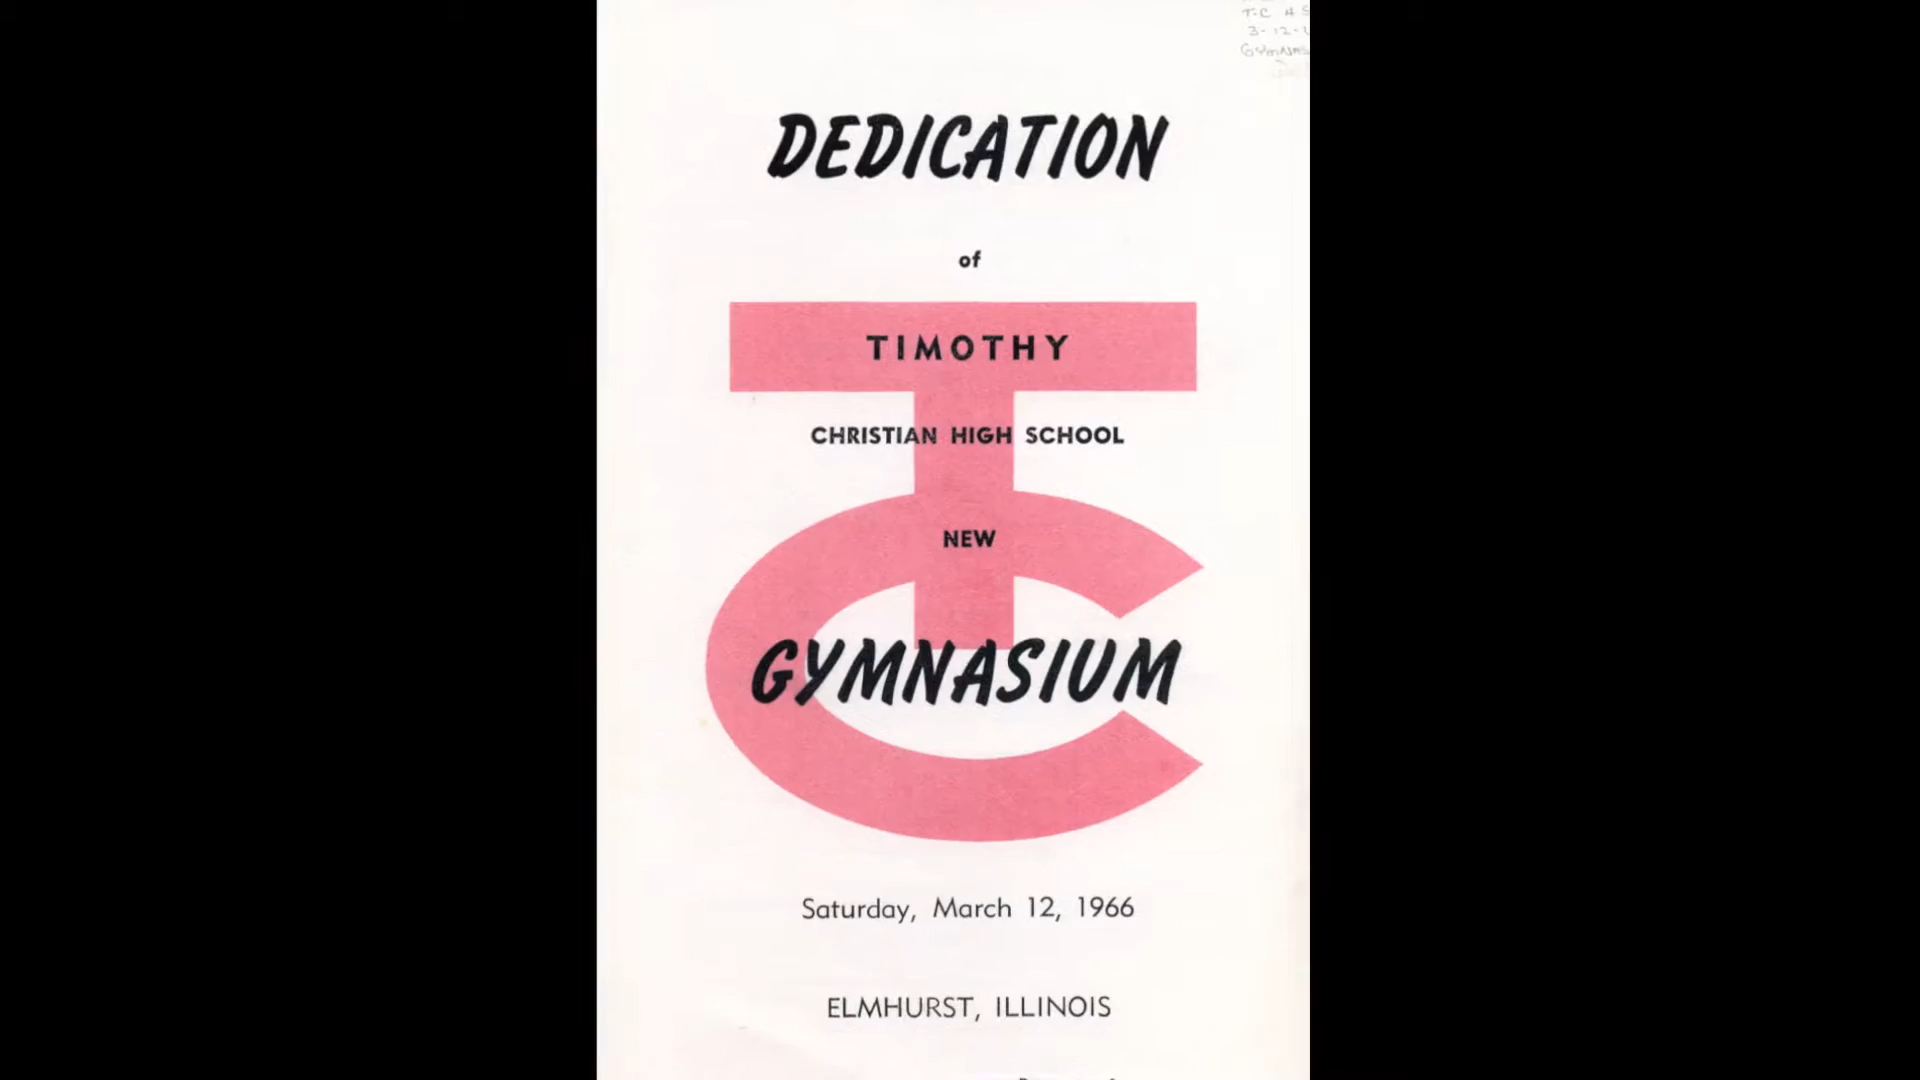 T-C
DEDICATION
of
TIMOTHY
CHRISTIAN HIGH SCHOOL
NEW
GYMNASIUM
Saturday, March 12, 1966
ELMHURST, ILLINOIS